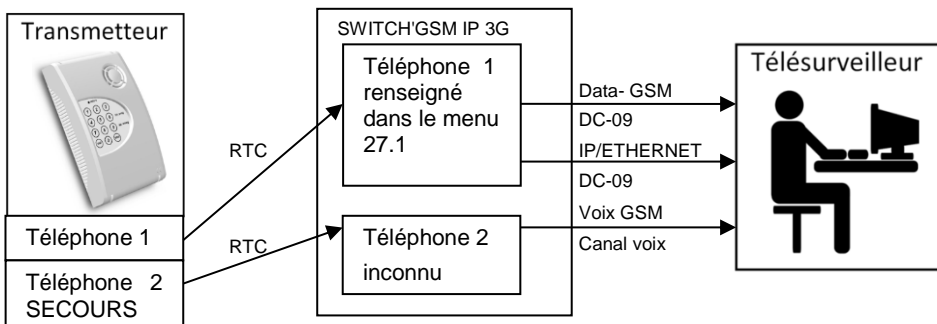 Transmetteur
Téléphone 1
Téléphone 2
SECOURS
RTC
RTC
SWITCH'GSM IP 3G
Téléphone 1
renseigné
dans le menu
27.1
Téléphone 2
inconnu
Data- GSM
DC-09
IP/ETHERNET
DC-09
Voix GSM
Canal voix
Télésurveilleur